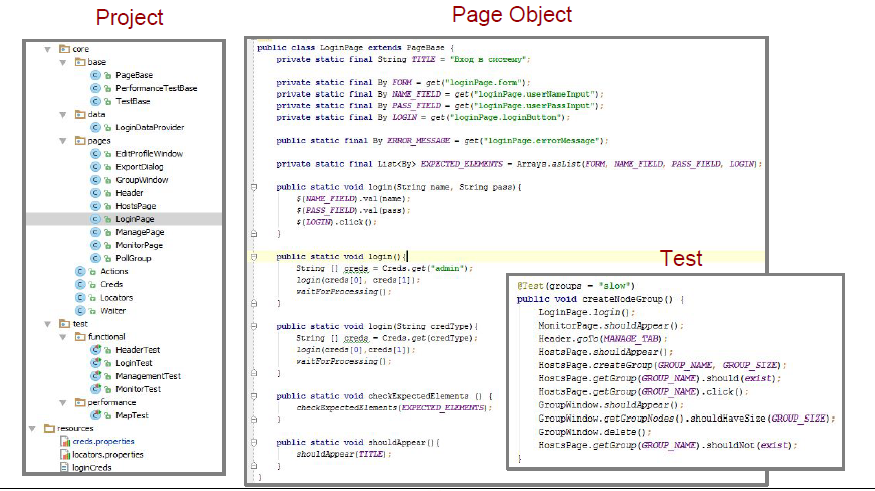 Project
core
base
PageBase
PerformanceTestBase
TestBase
data
LoginDataProvider
pages
EditProfileWindow
ExportDialog
GroupWindow
Header
HostsPage
LoginPage
ManagePage
MonitorPage
PollGroup
Actions
Creds
Locators
Waiter
test
functional
HeaderTest
LoginTest
ManagementTest
MonitorTest
performance
MapTest
resources
creds.properties
locators.properties
loginCreds
Page Object
public class LoginPage extends PageBase {
private static final String TITLE = "Вход в систему";
private static final By FORM = get("loginPage.form");
private static final By NAME_FIELD = get("loginPage.userNameInput");
private static final By PASS_FIELD = get("loginPage.userPassInput");
private static final By LOGIN = get("loginPage.loginButton");
public static final By ERROR_MESSAGE = get("loginPage.errorMessage");
private static final List<By> EXPECTED_ELEMENTS = Arrays.asList(FORM, NAME_FIELD, PASS_FIELD, LOGIN);
public static void login(String name, String pass){
$(NAME_FIELD).val(name);
$(PASS_FIELD).val(pass);
$(LOGIN).click();
}
public static void login(){
String [] creds = Creds.get("admin");
login(creds[0], creds[1]);
waitForProcessing();
}
public static void login(String credType){
String [] creds = Creds.get(credType);
login(creds[0],creds[1]);
waitForProcessing();
}
public static void checkExpectedElements () {
checkExpectedElements(EXPECTED_ELEMENTS);
}
public static void shouldAppear(){
shouldAppear(TITLE);
}
}
Test
@Test(groups = "slow")
public void createNodeGroup() {
LoginPage.login();
MonitorPage.shouldAppear();
Header.goTo(MANAGE_TAB);
HostsPage.shouldAppear();
HostsPage.createGroup(GROUP_NAME, GROUP_SIZE);
HostsPage.getGroup(GROUP_NAME).should(exist);
HostsPage.getGroup(GROUP_NAME).click();
GroupWindow.shouldAppear();
GroupWindow.getGroupNodes().shouldHaveSize(GROUP_SIZE);
GroupWindow.delete();
HostsPage.getGroup(GROUP_NAME).shouldNot(exist);
}